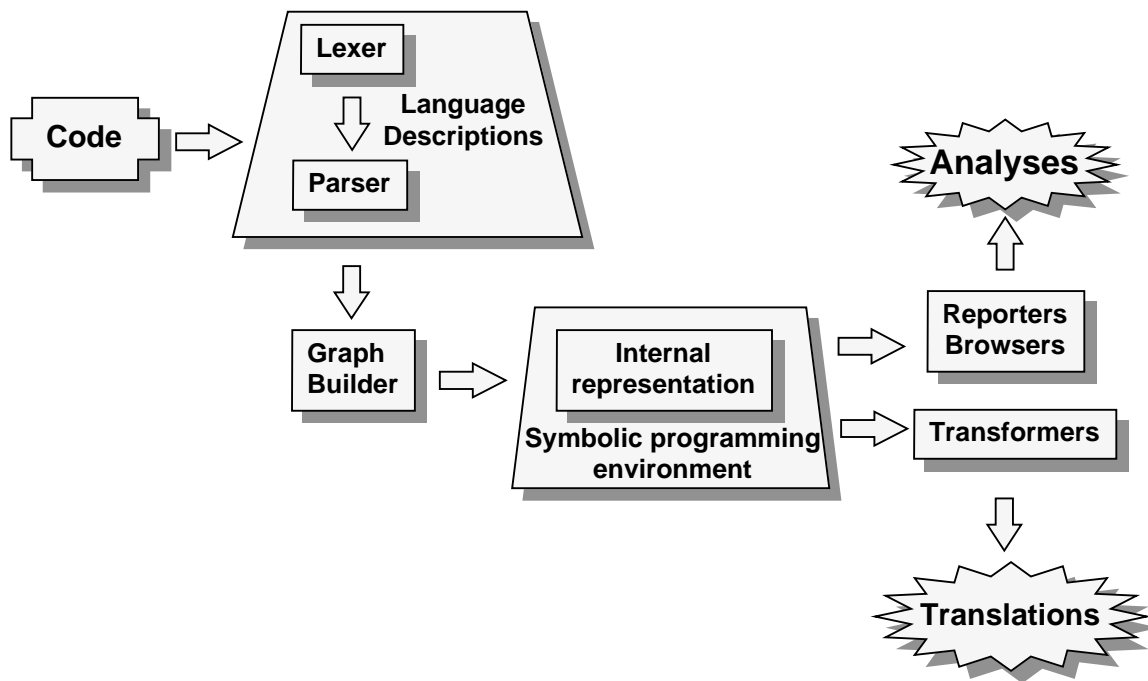 Lexer
Language
Descriptions
Code
Parser
Analyses
Graph
Builder
Internal
representation
Symbolic programming
environment
Reporters
Browsers
Transformers
Translations